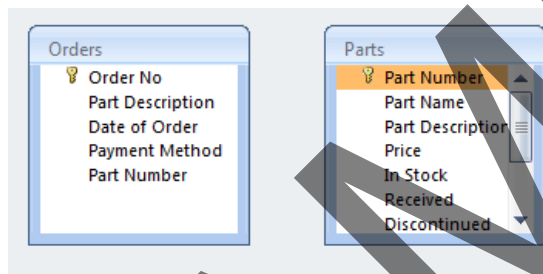 Orders
Order No
Part Description
Date of Order
Payment Method
Part Number
Parts
Part Number
Part Name
Part Description
Price
In Stock
Received
Discontinued